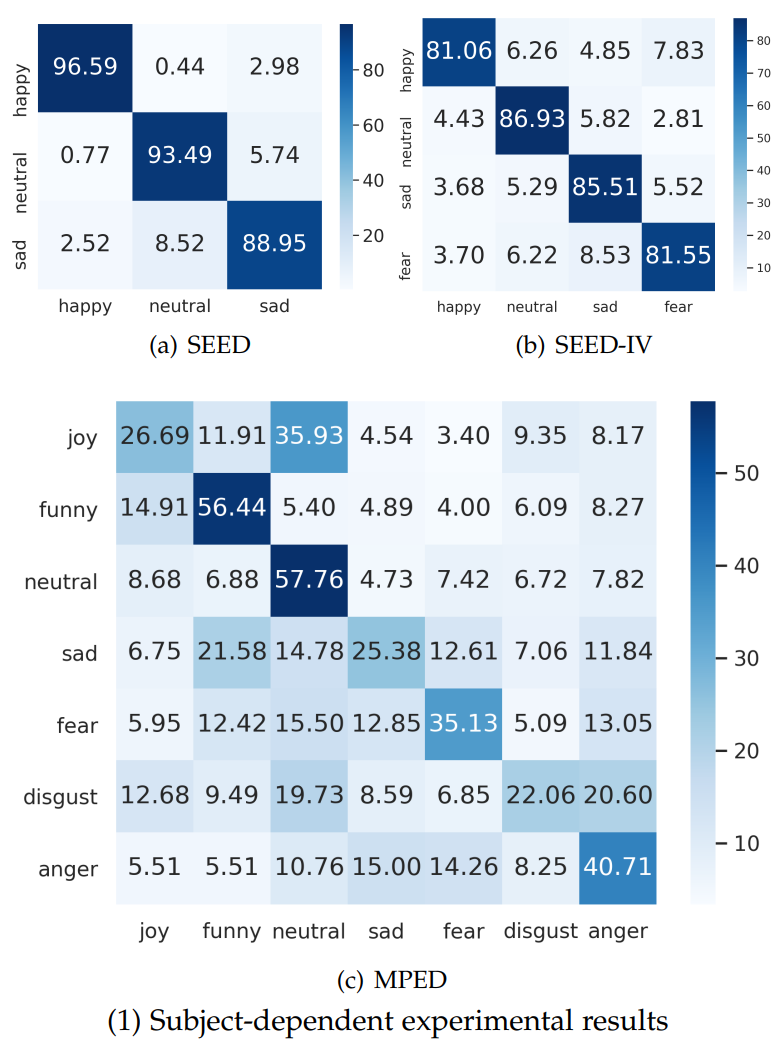 happy 96.59 0.44 2.98
neutral 0.77 93.49 5.74
sad 2.52 8.52 88.95
happy neutral sad
80
60
40
20
(a) SEED
happy 81.06 6.26 4.85 7.83
neutral 4.43 86.93 5.82 2.81
sad 3.68 5.29 85.51 5.52
fear 3.70 6.22 8.53 81.55
happy neutral sad fear
80
70
60
50
40
30
20
10
(b) SEED-IV
joy 26.69 11.91 35.93 4.54 3.40 9.35 8.17
funny 14.91 56.44 5.40 4.89 4.00 6.09 8.27
neutral 8.68 6.88 57.76 4.73 7.42 6.72 7.82
sad 6.75 21.58 14.78 25.38 12.61 7.06 11.84
fear 5.95 12.42 15.50 12.85 35.13 5.09 13.05
disgust 12.68 9.49 19.73 8.59 6.85 22.06 20.60
anger 5.51 5.51 10.76 15.00 14.26 8.25 40.71
joy funny neutral sad fear disgust anger
50
40
30
20
10
(c) MPED
(1) Subject-dependent experimental results